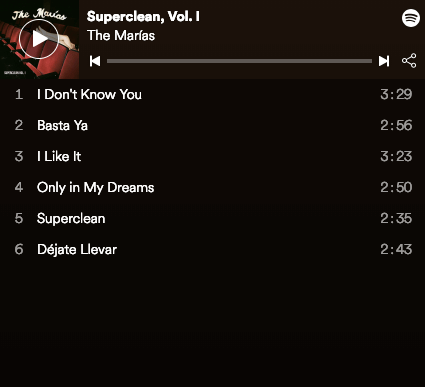 The Marías
SUPERCLEAN VOL. I
Superclean, Vol. I
The Marías
1 I Don't Know You 3:29
2 Basta Ya 2:56
3 I Like It 3:23
4 Only in My Dreams 2:50
5 Superclean 2:35
6 Déjate Llevar 2:43